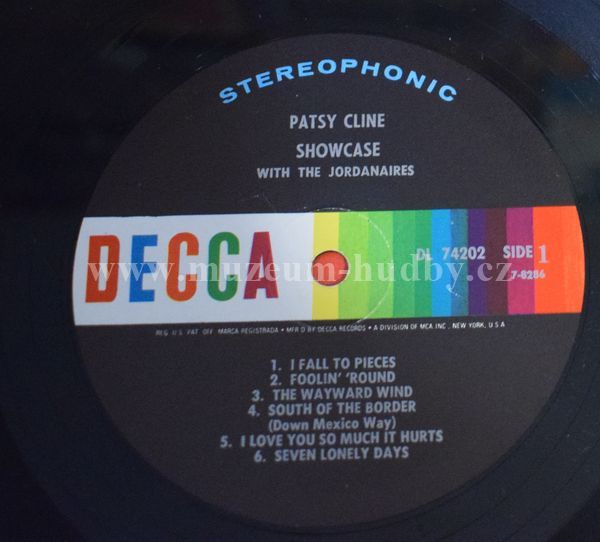 STEREOPHONIC
PATSY CLINE
SHOWCASE
WITH THE JORDANAIRES
DECCA
DL 74202 SIDE 1
7-8286
www.muzeum-hudby.cz
REG. U.S. PAT. OFF. MARCA REGISTRADA • MFR'D BY DECCA RECORDS • A DIVISION OF MCA INC., NEW YORK, U.S.A
1. I FALL TO PIECES
2. FOOLIN' 'ROUND
3. THE WAYWARD WIND
4. SOUTH OF THE BORDER
(Down Mexico Way)
5. I LOVE YOU SO MUCH IT HURTS
6. SEVEN LONELY DAYS